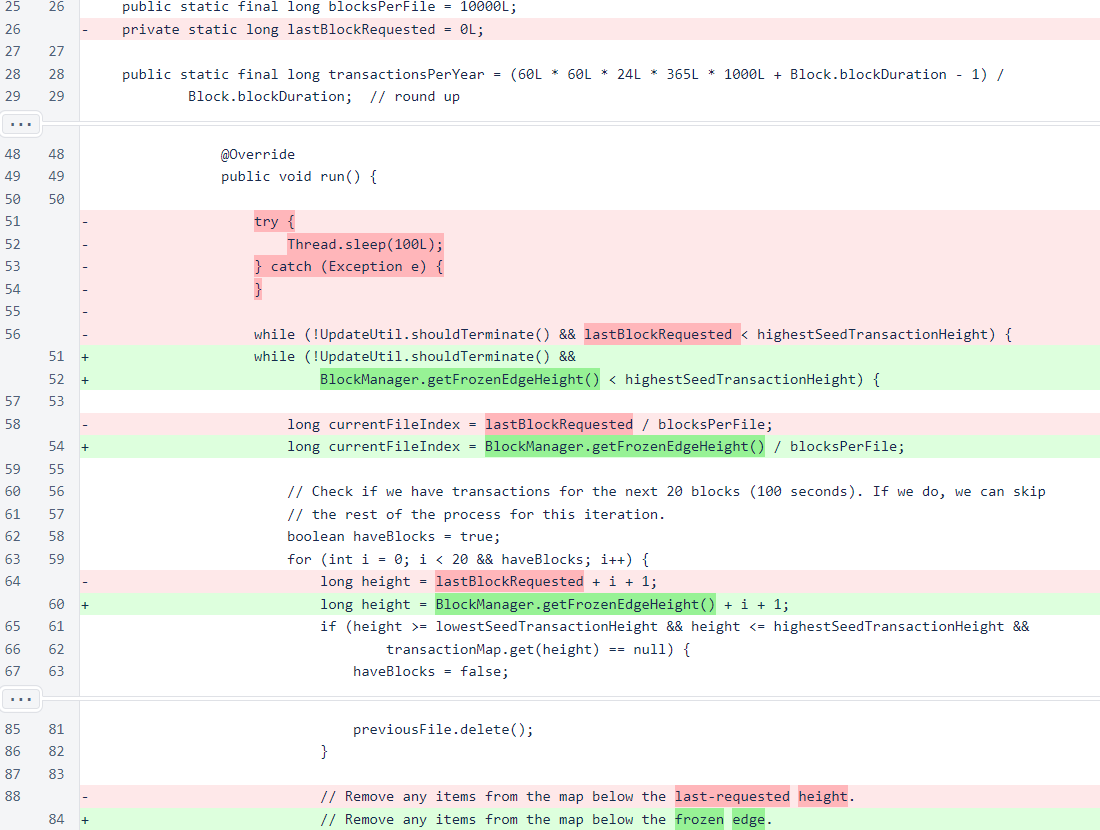 25 26 public static final long blocksPerFile = 10000L;
26 - private static long lastBlockRequested = 0L;
27 27
28 28 public static final long transactionsPerYear = (60L * 60L * 24L * 365L * 1000L + Block.blockDuration - 1) /
29 29 Block.blockDuration;  // round up
...
48 48 @Override
49 49 public void run() {
50 50
51 - try {
52 - Thread.sleep(100L);
53 - } catch (Exception e) {
54 - }
55 -
56 - while (!UpdateUtil.shouldTerminate() && lastBlockRequested < highestSeedTransactionHeight) {
51 + while (!UpdateUtil.shouldTerminate() &&
52 + BlockManager.getFrozenEdgeHeight() < highestSeedTransactionHeight) {
57 53
58 - long currentFileIndex = lastBlockRequested / blocksPerFile;
54 + long currentFileIndex = BlockManager.getFrozenEdgeHeight() / blocksPerFile;
59 55
60 56 // Check if we have transactions for the next 20 blocks (100 seconds). If we do, we can skip
61 57 // the rest of the process for this iteration.
62 58 boolean haveBlocks = true;
63 59 for (int i = 0; i < 20 && haveBlocks; i++) {
64 - long height = lastBlockRequested + i + 1;
60 + long height = BlockManager.getFrozenEdgeHeight() + i + 1;
65 61 if (height >= lowestSeedTransactionHeight && height <= highestSeedTransactionHeight &&
66 62 transactionMap.get(height) == null) {
67 63 haveBlocks = false;
...
85 81 previousFile.delete();
86 82 }
87 83
88 - // Remove any items from the map below the last-requested height.
84 + // Remove any items from the map below the frozen edge.